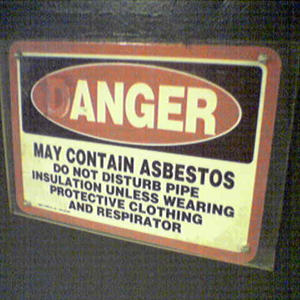 DANGER
MAY CONTAIN ASBESTOS
DO NOT DISTURB PIPE
INSULATION UNLESS WEARING
PROTECTIVE CLOTHING
AND RESPIRATOR